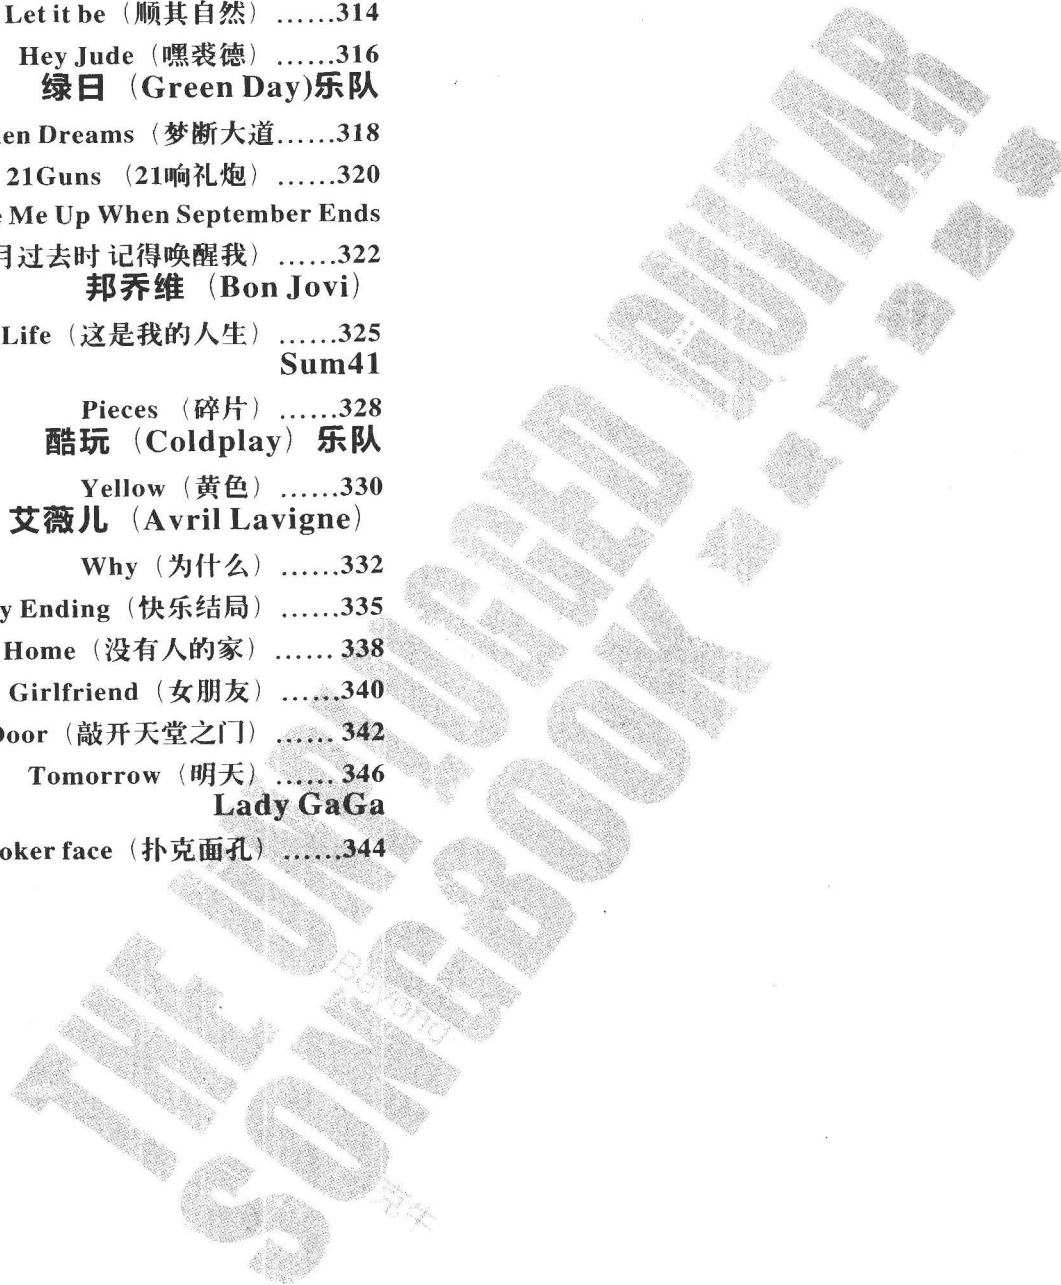 Let it be（顺其自然）……314
Hey Jude（嘿裘德）……316
绿日（Green Day)乐队
en Dreams（梦断大道……318
21Guns （21响礼炮）……320
Me Up When September Ends
月过去时 记得唤醒我）……322
邦乔维（Bon Jovi）
Life（这是我的人生）……325
Sum41
Pieces （碎片）……328
酷玩（Coldplay）乐队
Yellow（黄色）……330
艾薇儿（Avril Lavigne）
Why（为什么）……332
y Ending（快乐结局）……335
Home（没有人的家）……338
Girlfriend（女朋友）……340
Door（敲开天堂之门）……342
Tomorrow（明天）……346
Lady GaGa
oker face（扑克面孔）……344
THE UNPLUGGED GUITAR
SONGBOOK
Beyond